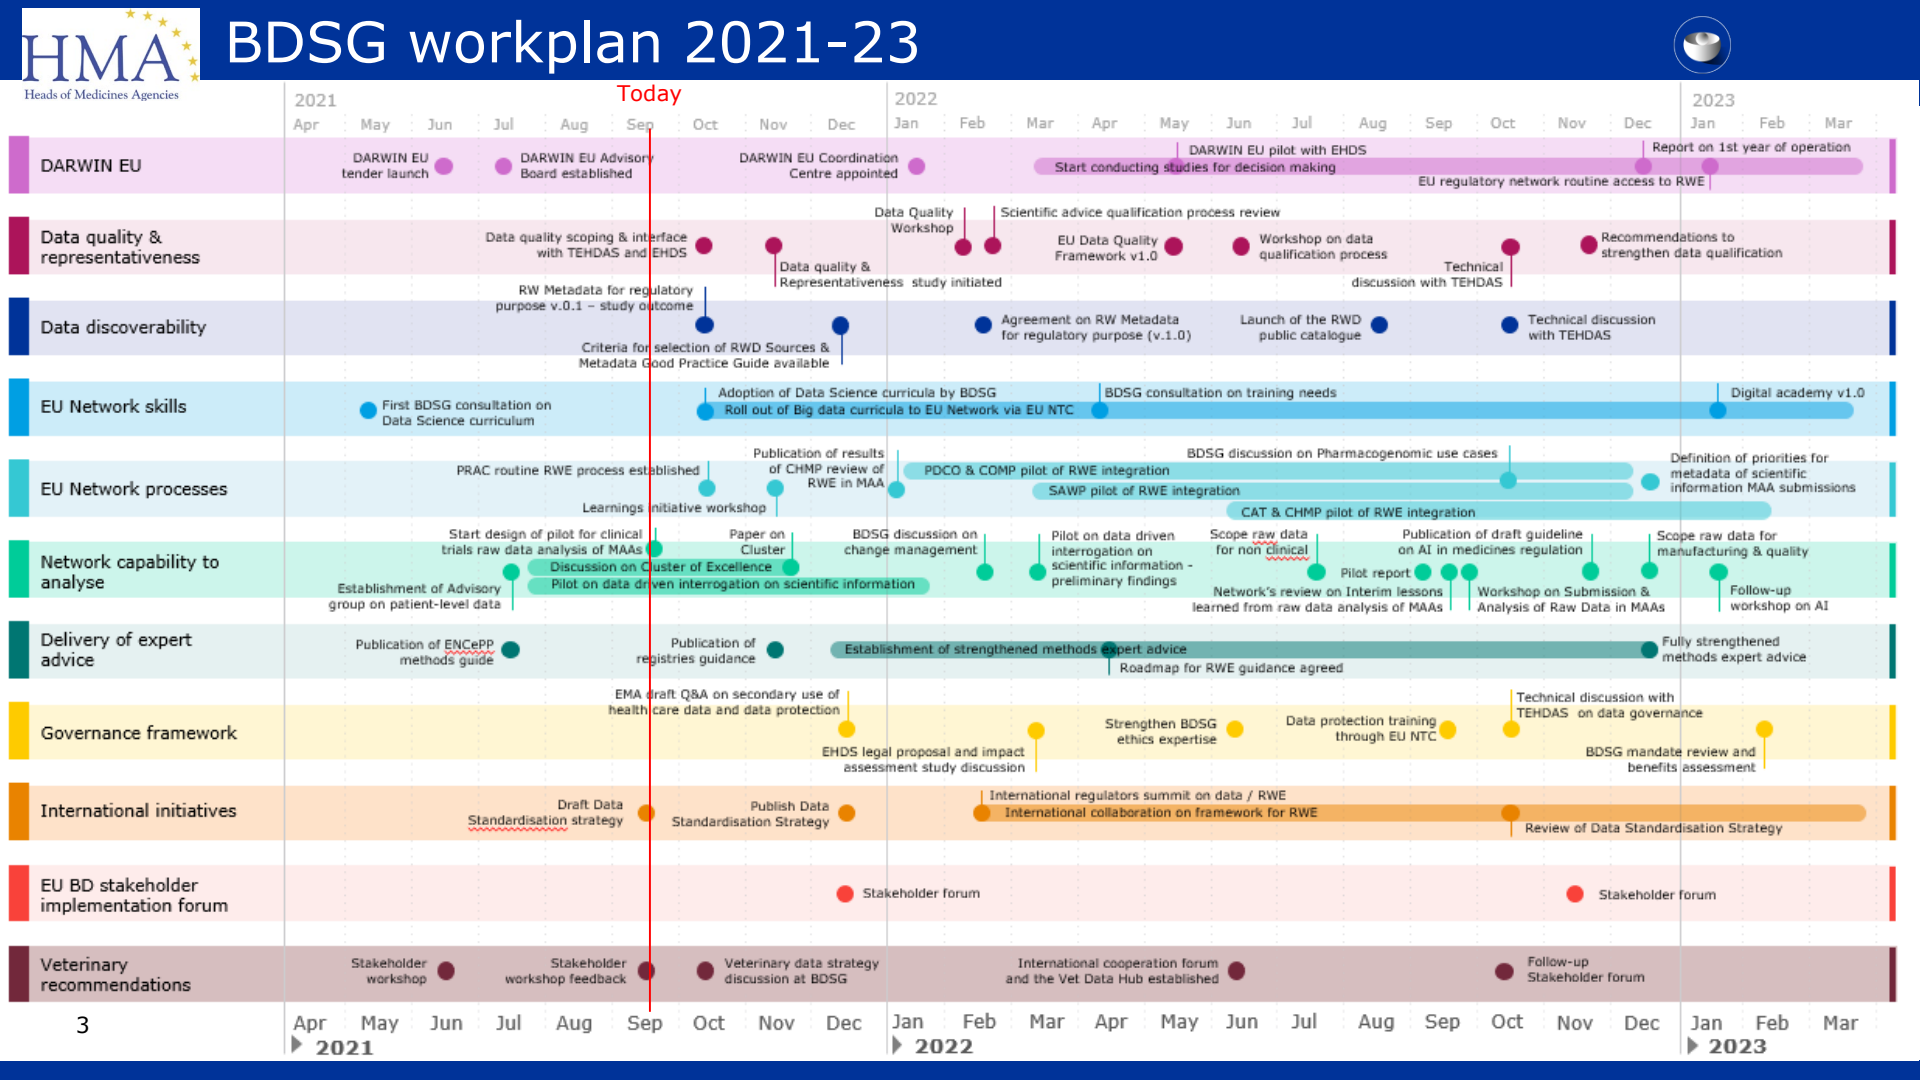 HMA
Heads of Medicines Agencies
BDSG workplan 2021-23
Today
2021
2022
2023
Apr May Jun Jul Aug Sep Oct Nov Dec Jan Feb Mar Apr May Jun Jul Aug Sep Oct Nov Dec Jan Feb Mar
DARWIN EU
DARWIN EU
tender launch
DARWIN EU Advisory
Board established
DARWIN EU Coordination
Centre appointed
DARWIN EU pilot with EHDS
Start conducting studies for decision making
Report on 1st year of operation
EU regulatory network routine access to RWE
Data quality &
representativeness
Data quality scoping & interface
with TEHDAS and EHDS
Data quality &
Representativeness study initiated
Data Quality
Workshop
Scientific advice qualification process review
EU Data Quality
Framework v1.0
Workshop on data
qualification process
Technical
discussion with TEHDAS
Recommendations to
strengthen data qualification
Data discoverability
RW Metadata for regulatory
purpose v.0.1 – study outcome
Criteria for selection of RWD Sources &
Metadata Good Practice Guide available
Agreement on RW Metadata
for regulatory purpose (v.1.0)
Launch of the RWD
public catalogue
Technical discussion
with TEHDAS
EU Network skills
First BDSG consultation on
Data Science curriculum
Adoption of Data Science curricula by BDSG
Roll out of Big data curricula to EU Network via EU NTC
BDSG consultation on training needs
Digital academy v1.0
EU Network processes
PRAC routine RWE process established
Learnings initiative workshop
Publication of results
of CHMP review of
RWE in MAA
PDCO & COMP pilot of RWE integration
SAWP pilot of RWE integration
CAT & CHMP pilot of RWE integration
BDSG discussion on Pharmacogenomic use cases
Definition of priorities for
metadata of scientific
information MAA submissions
Network capability to
analyse
Start design of pilot for clinical
trials raw data analysis of MAAs
Establishment of Advisory
group on patient-level data
Discussion on Cluster of Excellence
Pilot on data driven interrogation on scientific information
Paper on
Cluster
BDSG discussion on
change management
Pilot on data driven
interrogation on
scientific information -
preliminary findings
Scope raw data
for non clinical
Pilot report
Network's review on Interim lessons
learned from raw data analysis of MAAs
Publication of draft guideline
on AI in medicines regulation
Workshop on Submission &
Analysis of Raw Data in MAAs
Scope raw data for
manufacturing & quality
Follow-up
workshop on AI
Delivery of expert
advice
Publication of ENCePP
methods guide
Publication of
registries guidance
Establishment of strengthened methods expert advice
Roadmap for RWE guidance agreed
Fully strengthened
methods expert advice
Governance framework
EMA draft Q&A on secondary use of
health care data and data protection
EHDS legal proposal and impact
assessment study discussion
Strengthen BDSG
ethics expertise
Data protection training
through EU NTC
Technical discussion with
TEHDAS on data governance
BDSG mandate review and
benefits assessment
International initiatives
Draft Data
Standardisation strategy
Publish Data
Standardisation Strategy
International regulators summit on data / RWE
International collaboration on framework for RWE
Review of Data Standardisation Strategy
EU BD stakeholder
implementation forum
Stakeholder forum
Stakeholder forum
Veterinary
recommendations
Stakeholder
workshop
Stakeholder
workshop feedback
Veterinary data strategy
discussion at BDSG
International cooperation forum
and the Vet Data Hub established
Follow-up
Stakeholder forum
3
Apr May Jun Jul Aug Sep Oct Nov Dec Jan Feb Mar Apr May Jun Jul Aug Sep Oct Nov Dec Jan Feb Mar
2021
2022
2023